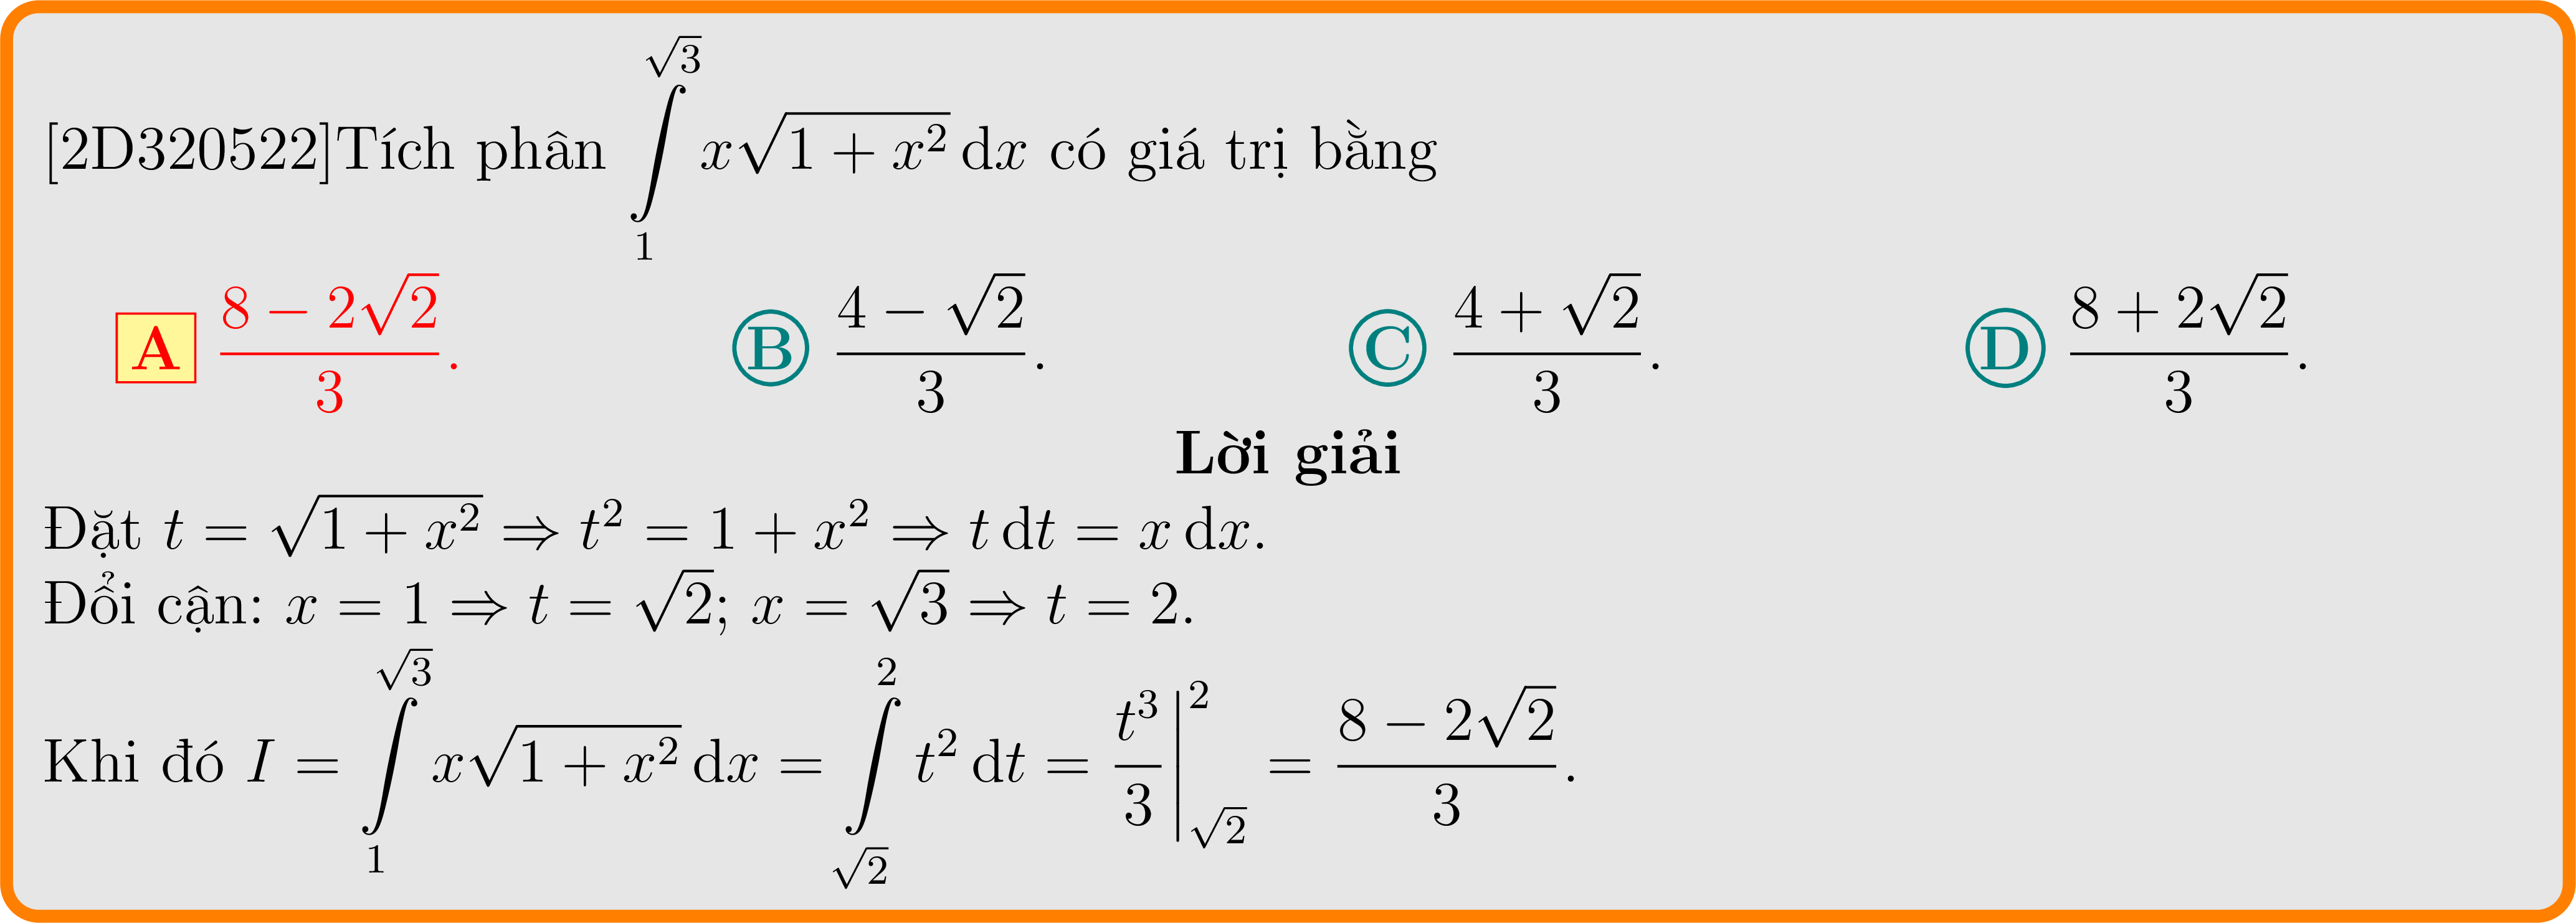 [2D320522]Tích phân $\int\limits_{1}^{\sqrt{3}} x\sqrt{1+x^2}\,\mathrm{d}x$ có giá trị bằng
A $\frac{8-2\sqrt{2}}{3}$. B $\frac{4-\sqrt{2}}{3}$. C $\frac{4+\sqrt{2}}{3}$. D $\frac{8+2\sqrt{2}}{3}$.
Lời giải
Đặt $t=\sqrt{1+x^2} \Rightarrow t^2=1+x^2 \Rightarrow t\,\mathrm{d}t=x\,\mathrm{d}x$.
Đổi cận: $x=1 \Rightarrow t=\sqrt{2}$; $x=\sqrt{3} \Rightarrow t=2$.
Khi đó $I=\int\limits_{1}^{\sqrt{3}} x\sqrt{1+x^2}\,\mathrm{d}x=\int\limits_{\sqrt{2}}^{2} t^2\,\mathrm{d}t=\left.\frac{t^3}{3}\right|_{\sqrt{2}}^{2}=\frac{8-2\sqrt{2}}{3}$.